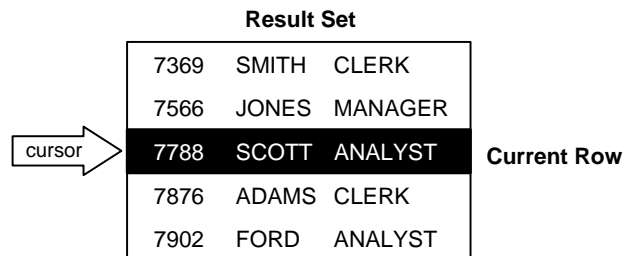 Result Set
7369 SMITH CLERK
7566 JONES MANAGER
cursor 7788 SCOTT ANALYST Current Row
7876 ADAMS CLERK
7902 FORD ANALYST